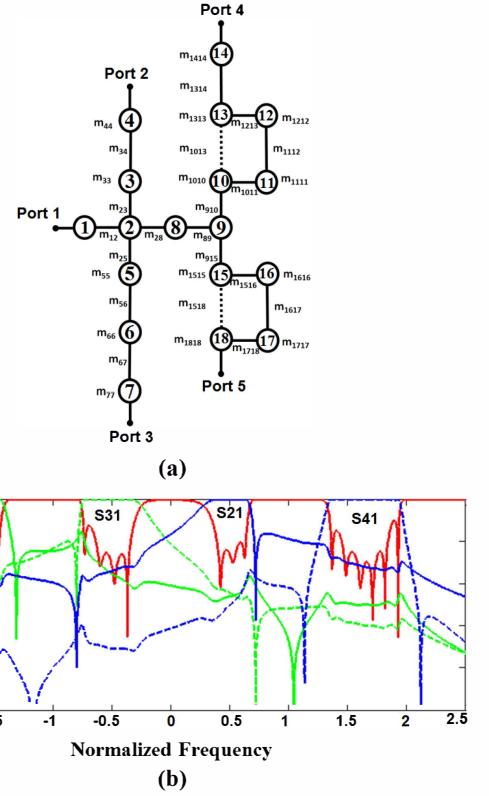 Port 4
14
m1414
m1314
Port 2
m1313 13 m1213 12 m1212
4
m44
m34
m1013
m1112
3
m33
m1010 10 m1011 11 m1111
m23
m910
Port 1 1 m12 2 m28 8 m89 9
m25
m915
m55 5
m1515 15 m1516 16 m1616
m56
m1518
m1617
m66 6
m1818 18 m1718 17 m1717
m67
m77 7
Port 5
Port 3
(a)
S31 S21 S41
-1 -0.5 0 0.5 1 1.5 2 2.5
Normalized Frequency
(b)